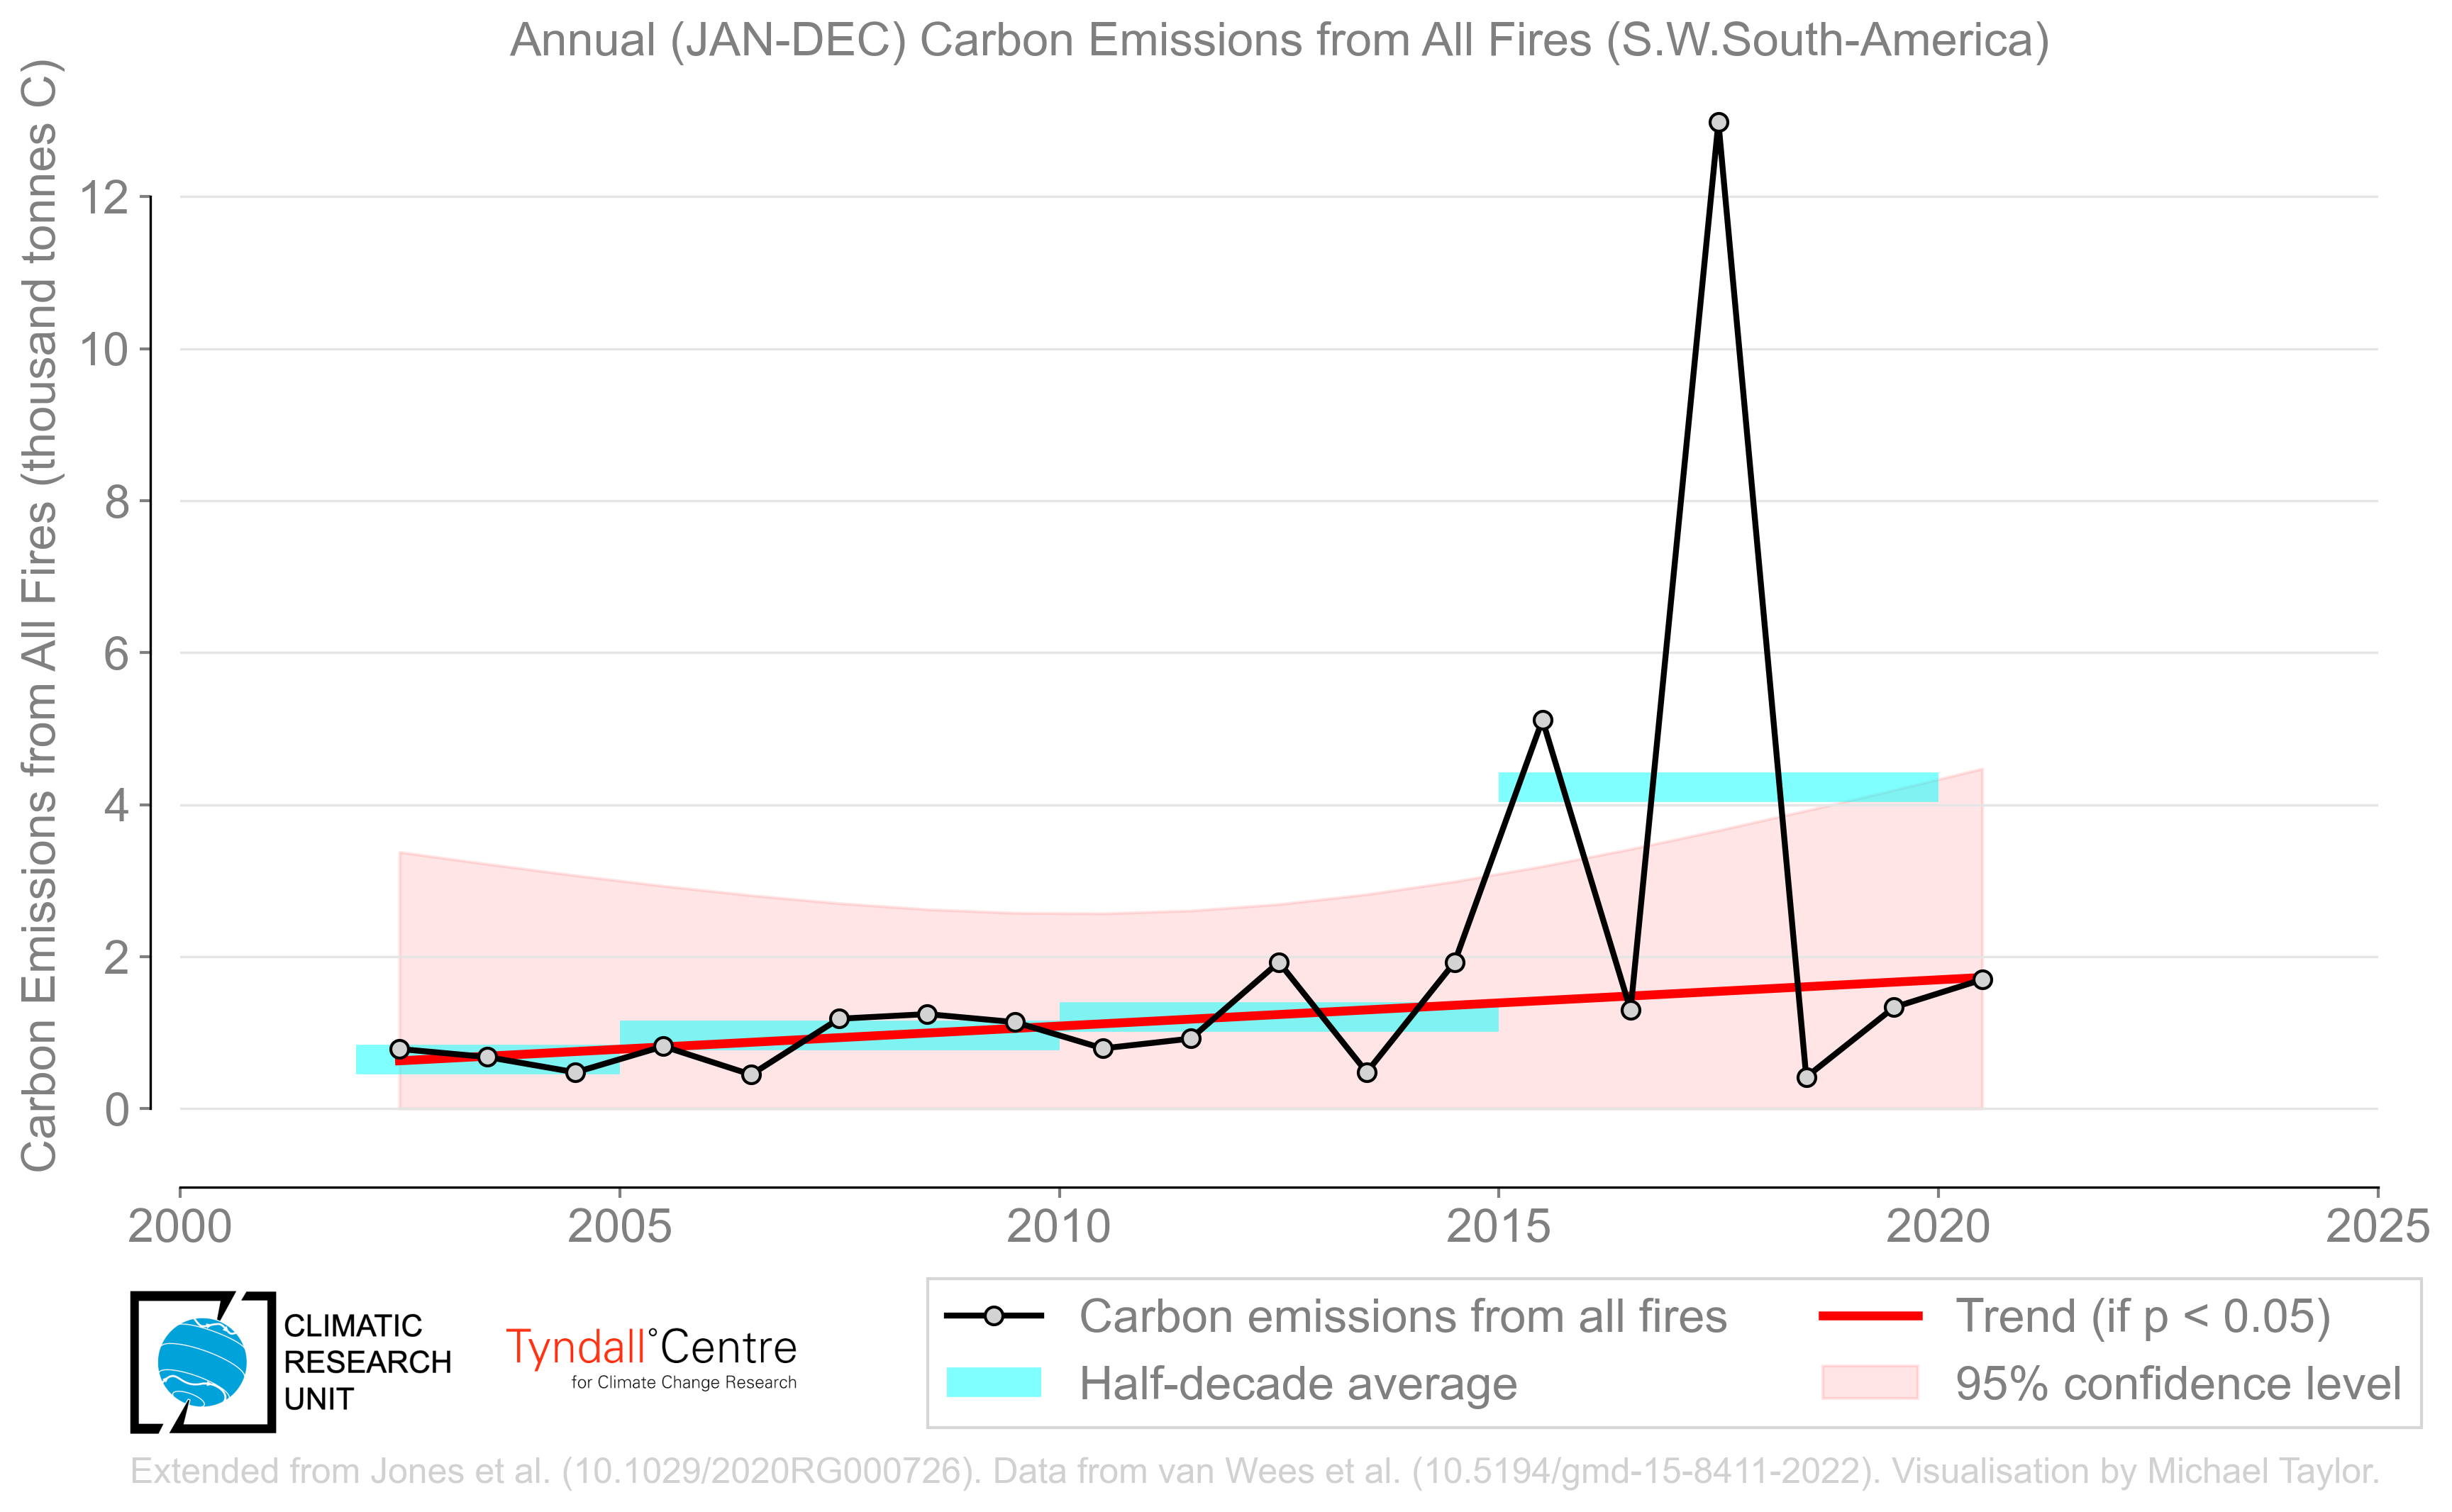 Annual (JAN-DEC) Carbon Emissions from All Fires (S.W.South-America)
Carbon Emissions from All Fires (thousand tonnes C)
12
10
8
6
4
2
0
2000 2005 2010 2015 2020 2025
CLIMATIC
RESEARCH
UNIT
Tyndall°Centre
for Climate Change Research
Carbon emissions from all fires
Half-decade average
Trend (if p < 0.05)
95% confidence level
Extended from Jones et al. (10.1029/2020RG000726). Data from van Wees et al. (10.5194/gmd-15-8411-2022). Visualisation by Michael Taylor.